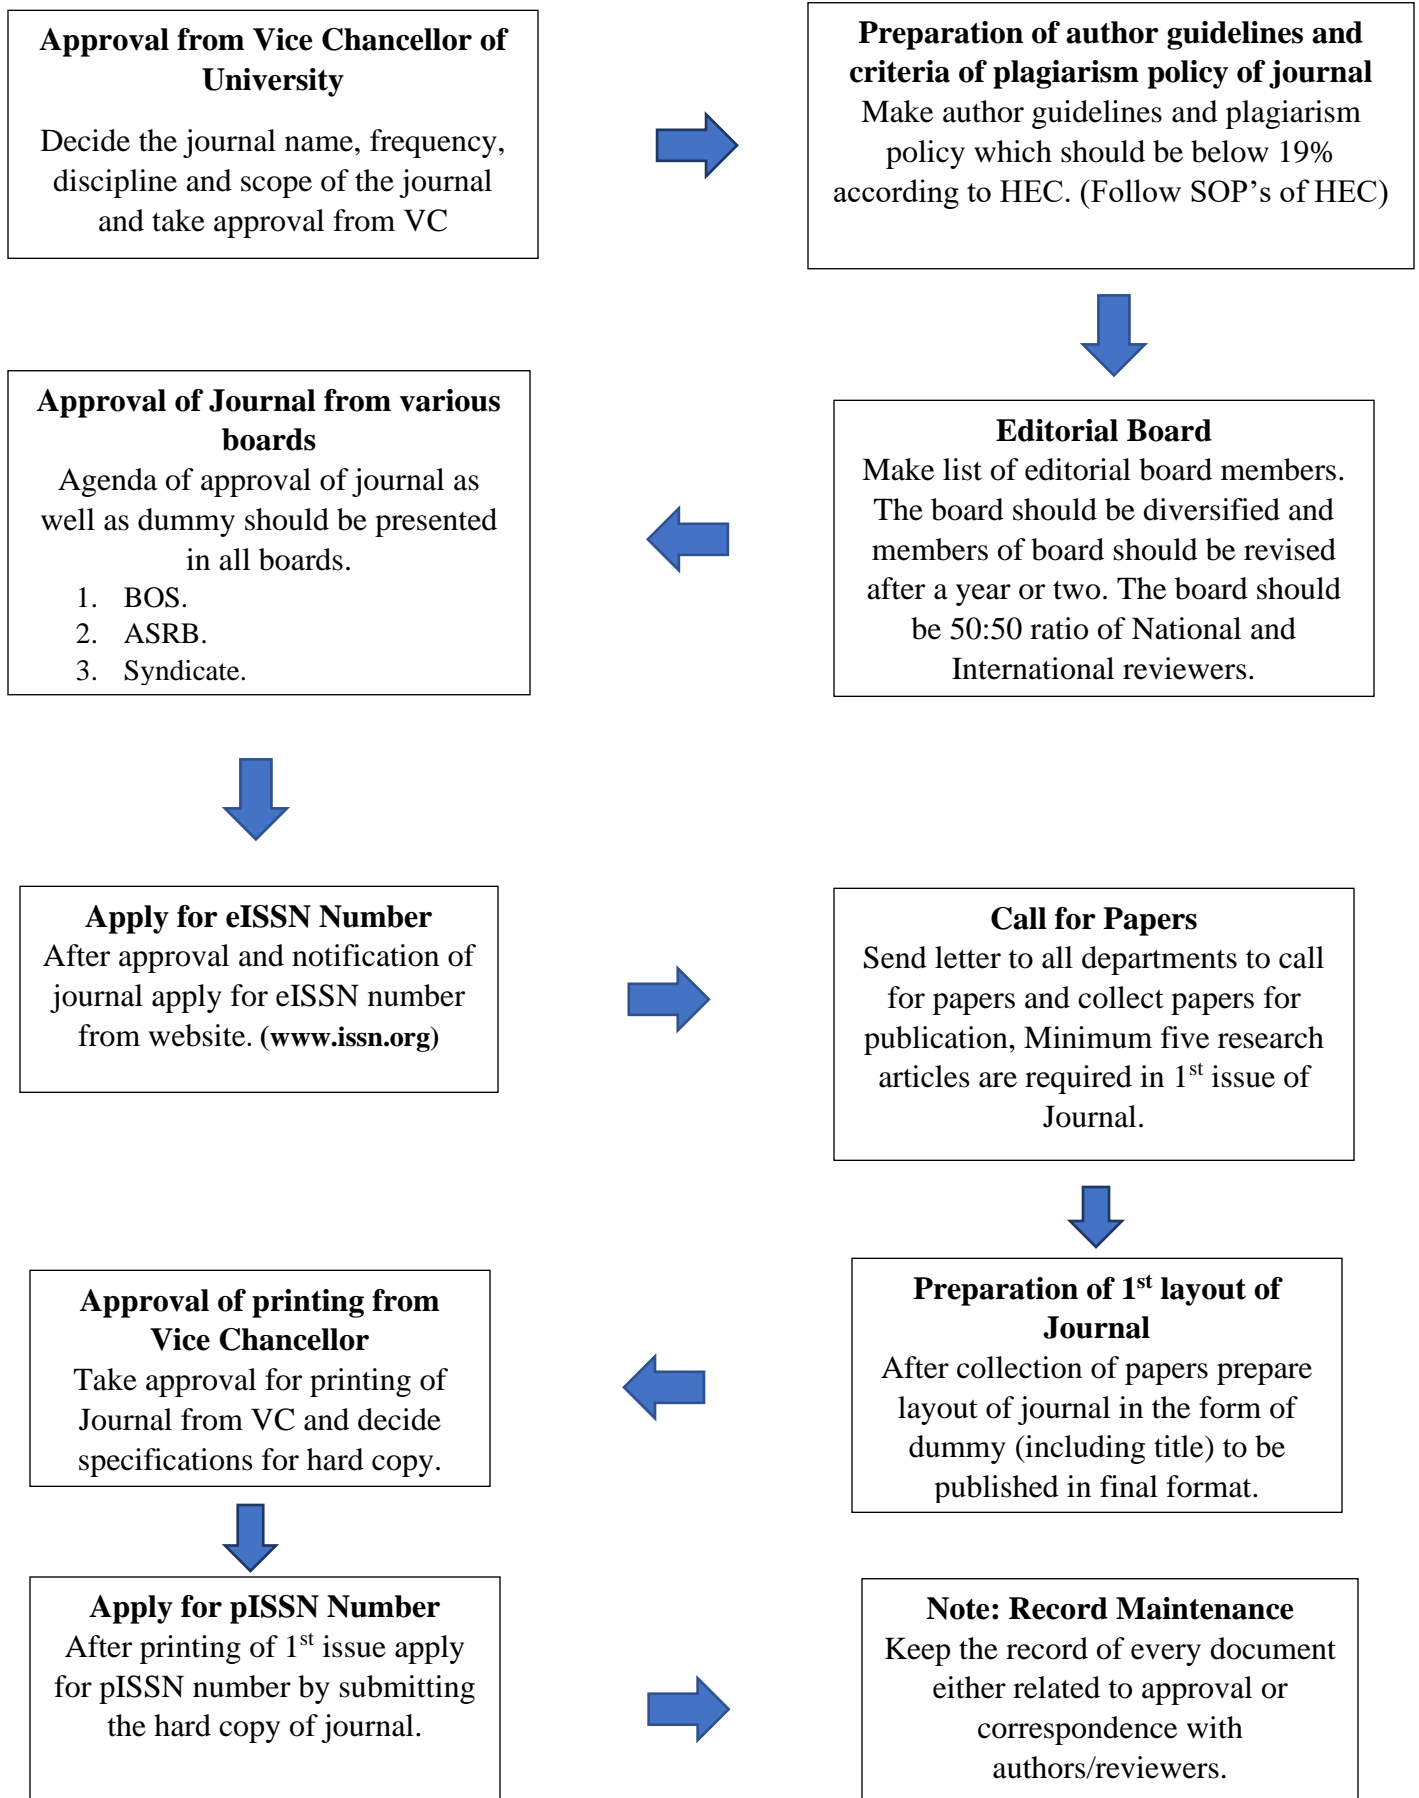 Approval from Vice Chancellor of
University
Decide the journal name, frequency,
discipline and scope of the journal
and take approval from VC
Preparation of author guidelines and
criteria of plagiarism policy of journal
Make author guidelines and plagiarism
policy which should be below 19%
according to HEC. (Follow SOP’s of HEC)
Editorial Board
Make list of editorial board members.
The board should be diversified and
members of board should be revised
after a year or two. The board should
be 50:50 ratio of National and
International reviewers.
Approval of Journal from various
boards
Agenda of approval of journal as
well as dummy should be presented
in all boards.
1. BOS.
2. ASRB.
3. Syndicate.
Apply for eISSN Number
After approval and notification of
journal apply for eISSN number
from website. (www.issn.org)
Call for Papers
Send letter to all departments to call
for papers and collect papers for
publication, Minimum five research
articles are required in 1st issue of
Journal.
Preparation of 1st layout of
Journal
After collection of papers prepare
layout of journal in the form of
dummy (including title) to be
published in final format.
Approval of printing from
Vice Chancellor
Take approval for printing of
Journal from VC and decide
specifications for hard copy.
Apply for pISSN Number
After printing of 1st issue apply
for pISSN number by submitting
the hard copy of journal.
Note: Record Maintenance
Keep the record of every document
either related to approval or
correspondence with
authors/reviewers.